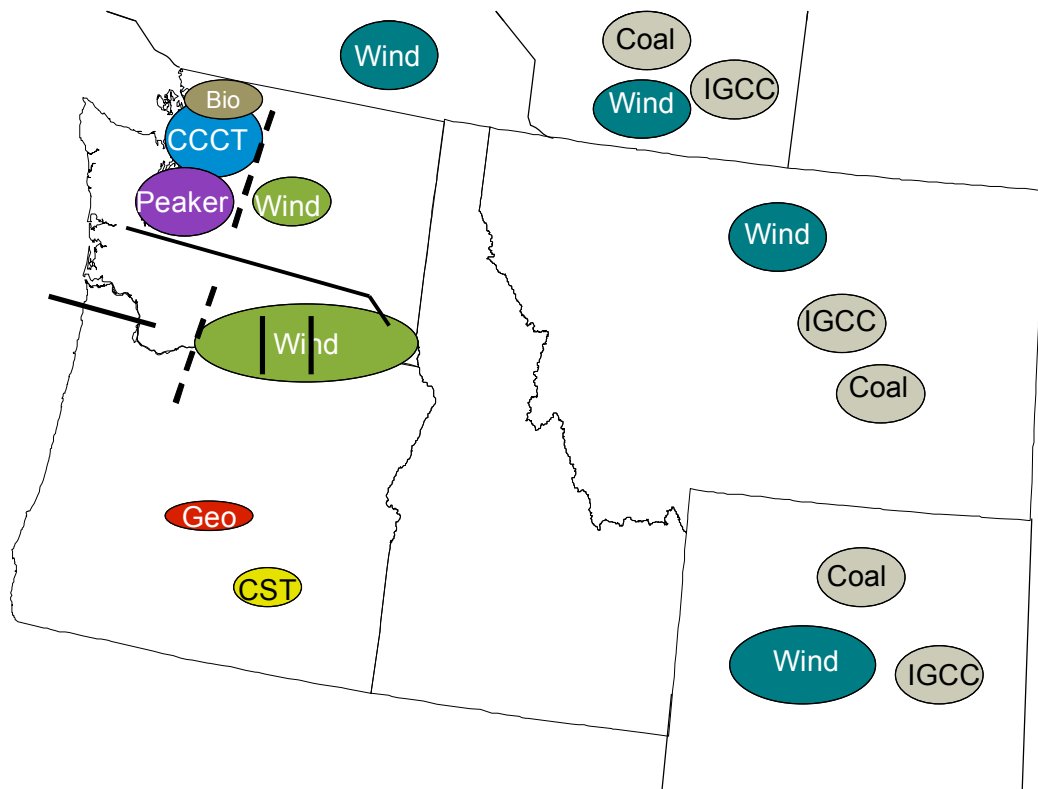 Coal
Wind
IGCC
Wind
Bio
CCCT
Peaker
Wind
Wind
IGCC
Wind
Coal
Geo
Coal
CST
Wind
IGCC